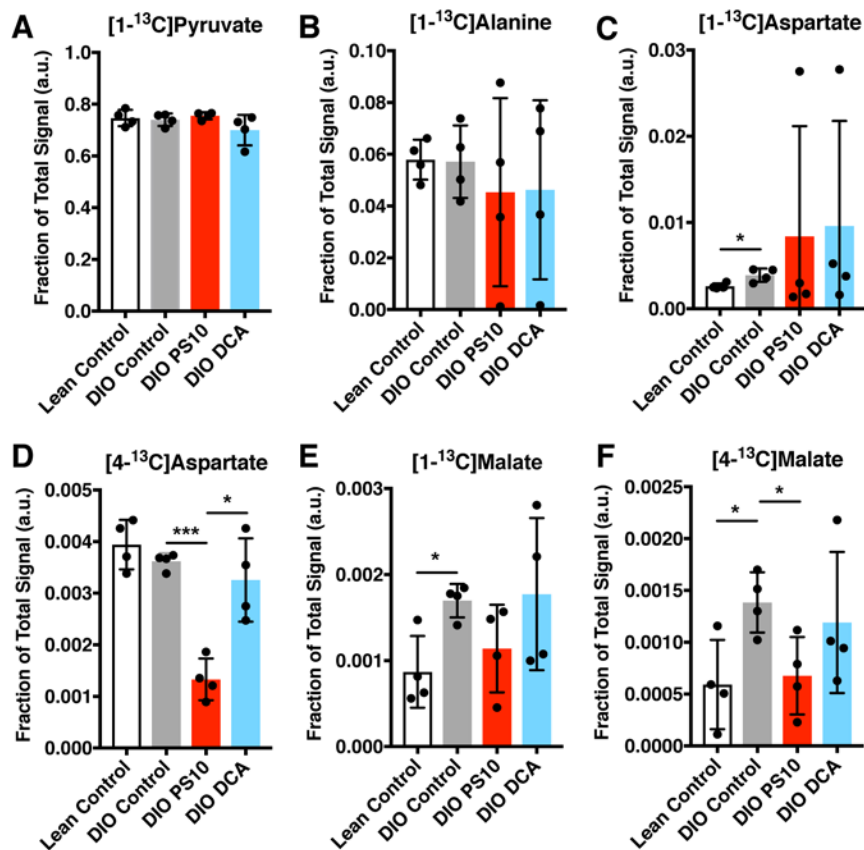 A [1-¹³C]Pyruvate
Fraction of Total Signal (a.u.)
1.0
0.8
0.6
0.4
0.2
0.0
Lean Control
DIO Control
DIO PS10
DIO DCA
B [1-¹³C]Alanine
Fraction of Total Signal (a.u.)
0.10
0.08
0.06
0.04
0.02
0.00
Lean Control
DIO Control
DIO PS10
DIO DCA
C [1-¹³C]Aspartate
Fraction of Total Signal (a.u.)
0.03
0.02
0.01
0.00
*
Lean Control
DIO Control
DIO PS10
DIO DCA
D [4-¹³C]Aspartate
Fraction of Total Signal (a.u.)
0.005
0.004
0.003
0.002
0.001
0.000
***
*
Lean Control
DIO Control
DIO PS10
DIO DCA
E [1-¹³C]Malate
Fraction of Total Signal (a.u.)
0.003
0.002
0.001
0.000
*
Lean Control
DIO Control
DIO PS10
DIO DCA
F [4-¹³C]Malate
Fraction of Total Signal (a.u.)
0.0025
0.0020
0.0015
0.0010
0.0005
0.0000
*
*
Lean Control
DIO Control
DIO PS10
DIO DCA